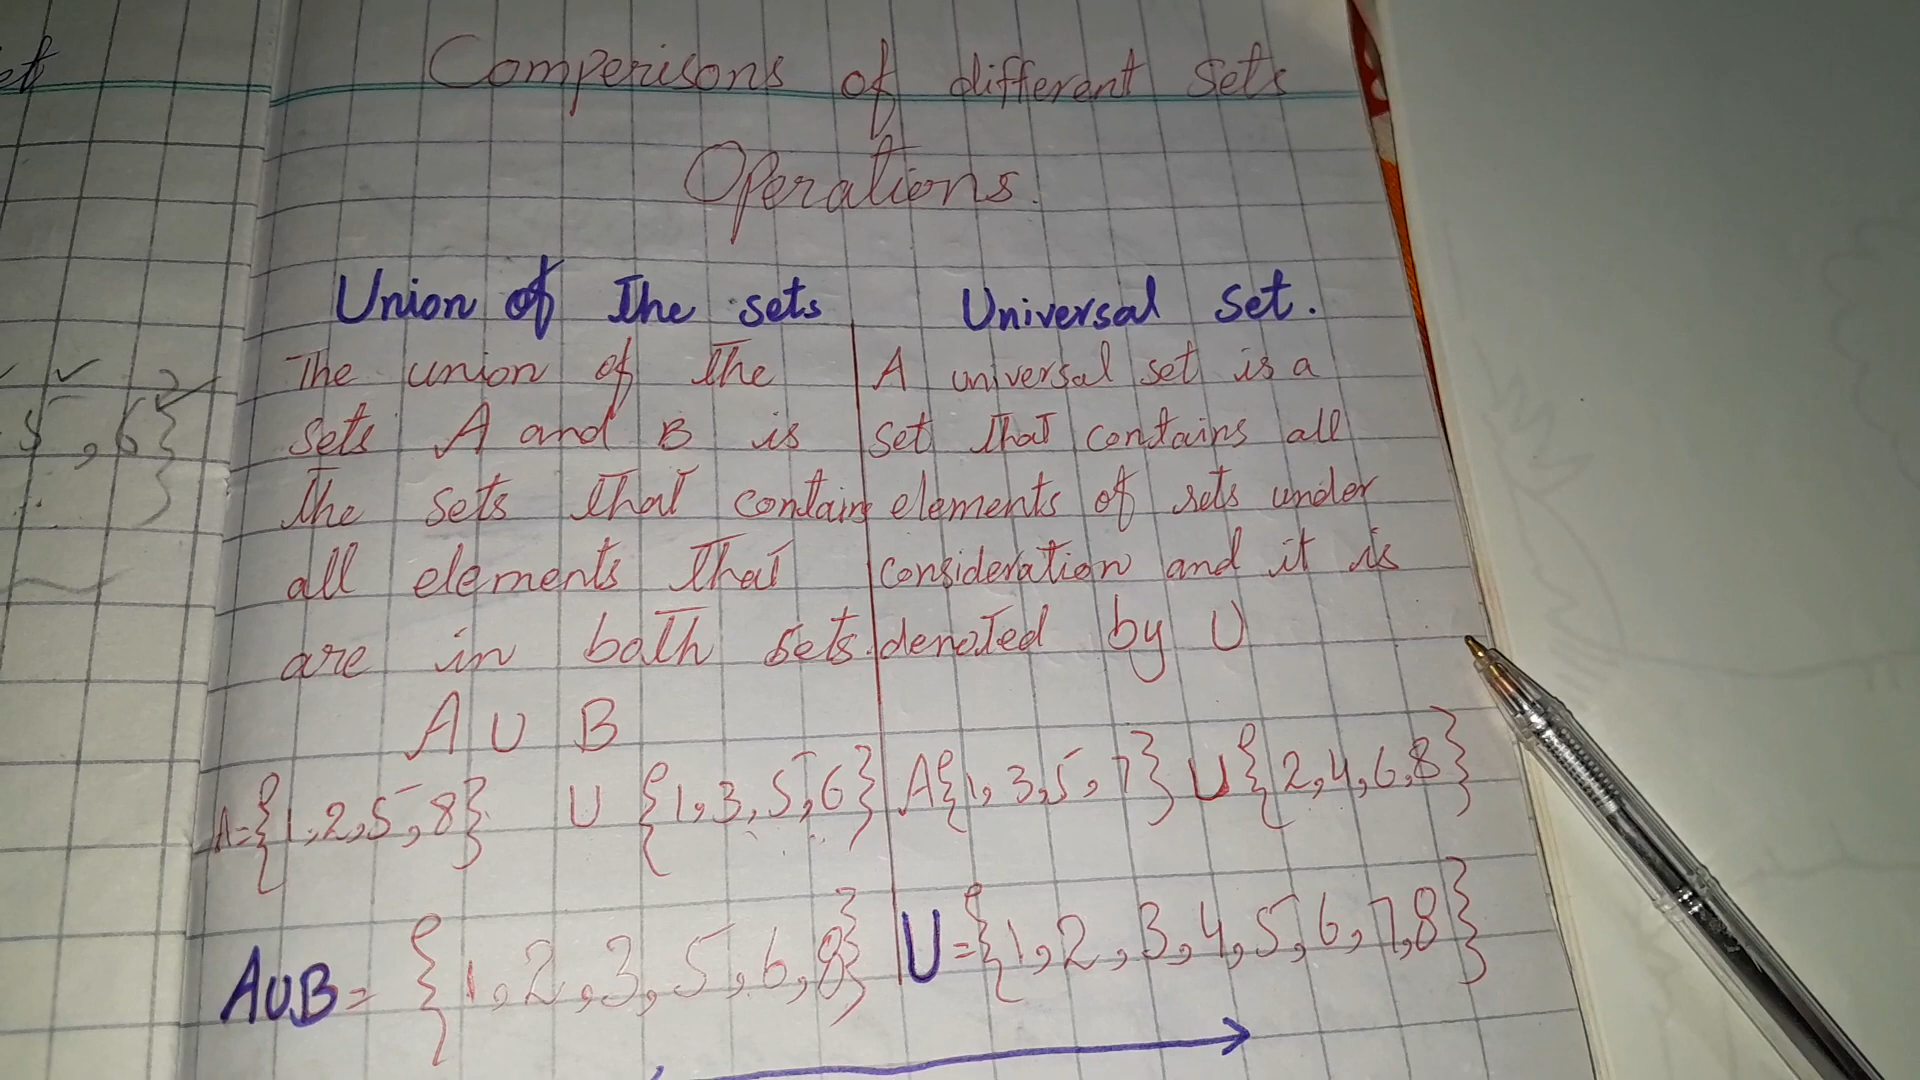 et
Comperisons of different sets
Operations.
Union of the sets
The union of the
sets A and B is
the sets that contains
all elements that
are in both sets.
A U B
A={1,2,5,8} U {1,3,5,6}
AUB= {1,2,3,5,6,8}
Universal set.
A universal set is a
set that contains all
elements of sets under
consideration and it is
denoted by U
A{1,3,5,7} U {2,4,6,8}
U={1,2,3,4,5,6,7,8}
5,6}